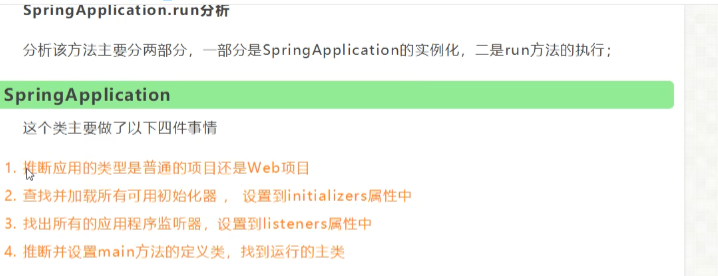 SpringApplication.run分析
分析该方法主要分两部分，一部分是SpringApplication的实例化，二是run方法的执行；
SpringApplication
这个类主要做了以下四件事情
1. 推断应用的类型是普通的项目还是Web项目
2. 查找并加载所有可用初始化器 ， 设置到initializers属性中
3. 找出所有的应用程序监听器，设置到listeners属性中
4. 推断并设置main方法的定义类，找到运行的主类